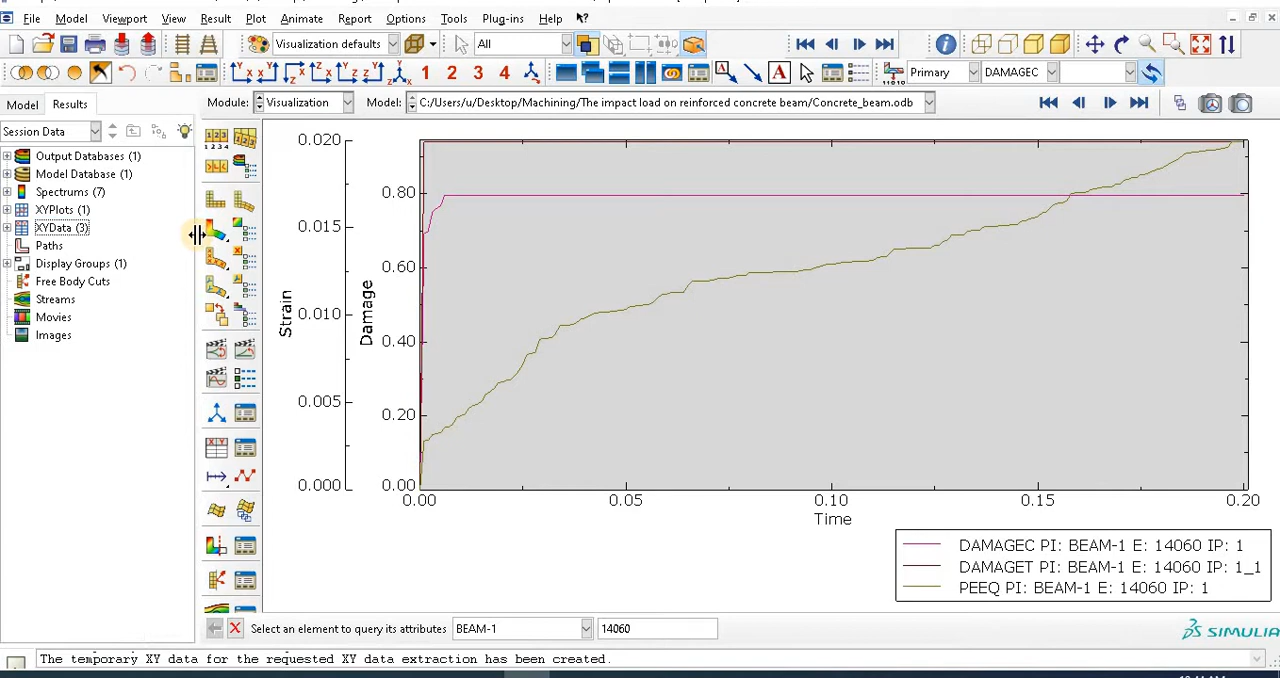 File Model Viewport View Result Plot Animate Report Options Tools Plug-ins Help ?
Visualization defaults All
1 2 3 4 A Primary DAMAGEC
Model Results Module: Visualization Model: C:/Users/u/Desktop/Machining/The impact load on reinforced concrete beam/Concrete_beam.odb
Session Data
Output Databases (1)
Model Database (1)
Spectrums (7)
XYPlots (1)
XYData (3)
Paths
Display Groups (1)
Free Body Cuts
Streams
Movies
Images
0.020
0.015
0.010
0.005
0.000
Strain
0.80
0.60
0.40
0.20
0.00
Damage
0.00 0.05 0.10 0.15 0.20
Time
DAMAGEC PI: BEAM-1 E: 14060 IP: 1
DAMAGET PI: BEAM-1 E: 14060 IP: 1_1
PEEQ PI: BEAM-1 E: 14060 IP: 1
Select an element to query its attributes BEAM-1 14060
SIMULIA
The temporary XY data for the requested XY data extraction has been created.